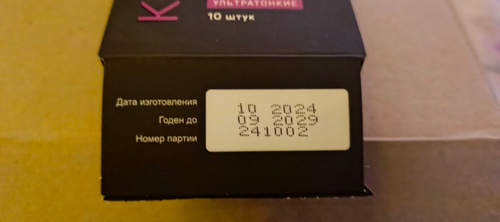 К
УЛЬТРАТОНКИЕ
10 штук
Дата изготовления 10 2024
Годен до 09 2029
Номер партии 241002